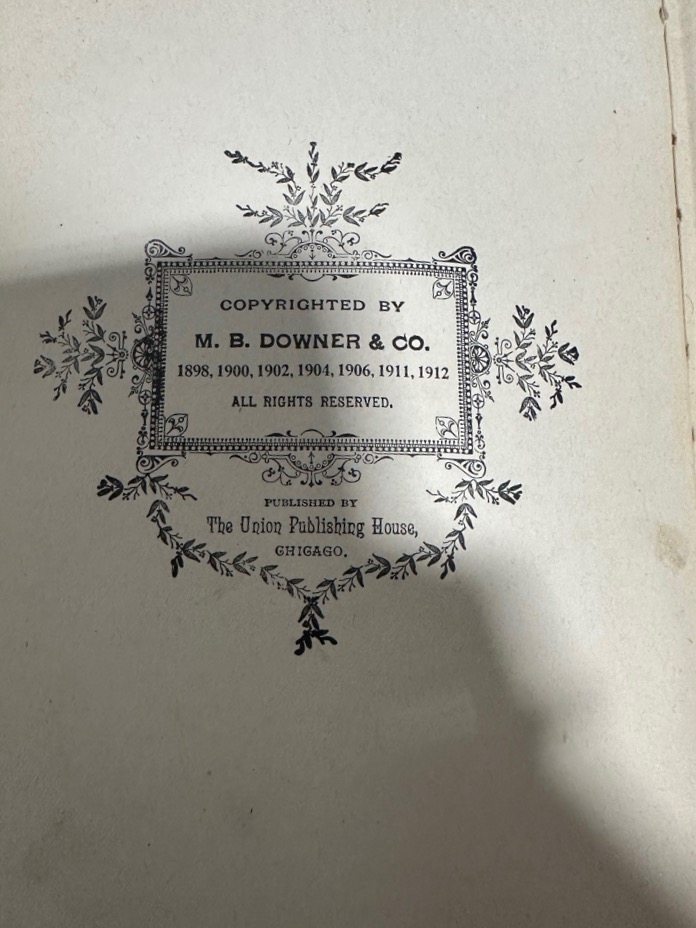 COPYRIGHTED BY
M. B. DOWNER & CO.
1898, 1900, 1902, 1904, 1906, 1911, 1912
ALL RIGHTS RESERVED.
PUBLISHED BY
The Union Publishing House,
CHICAGO.